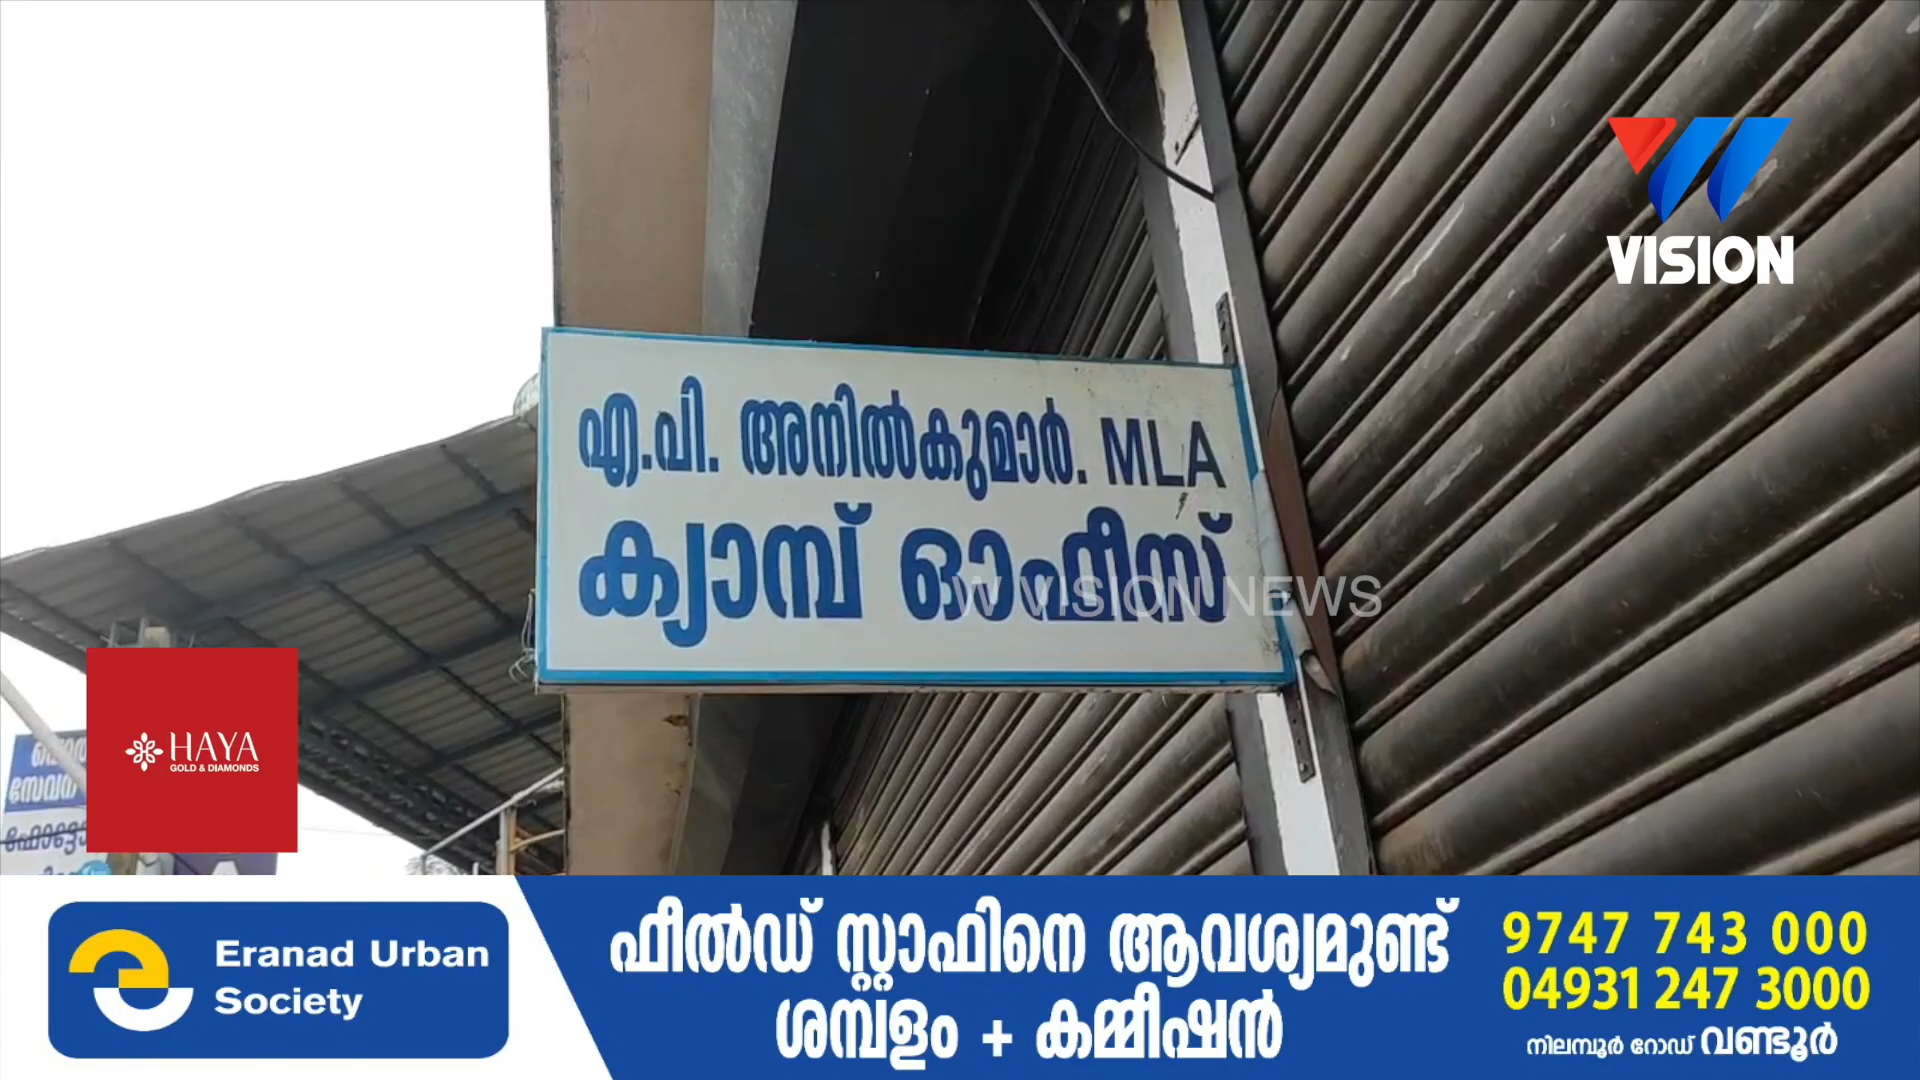 VISION
എ.പി. അനിൽകുമാർ. MLA
ക്യാമ്പ് ഓഫീസ്
W VISION NEWS
HAYA
GOLD & DIAMONDS
സേവന
Eranad Urban
Society
ഫീൽഡ് സ്റ്റാഫിനെ ആവശ്യമുണ്ട്
ശമ്പളം + കമ്മീഷൻ
9747 743 000
04931 247 3000
നിലമ്പൂർ റോഡ് വണ്ടൂർ